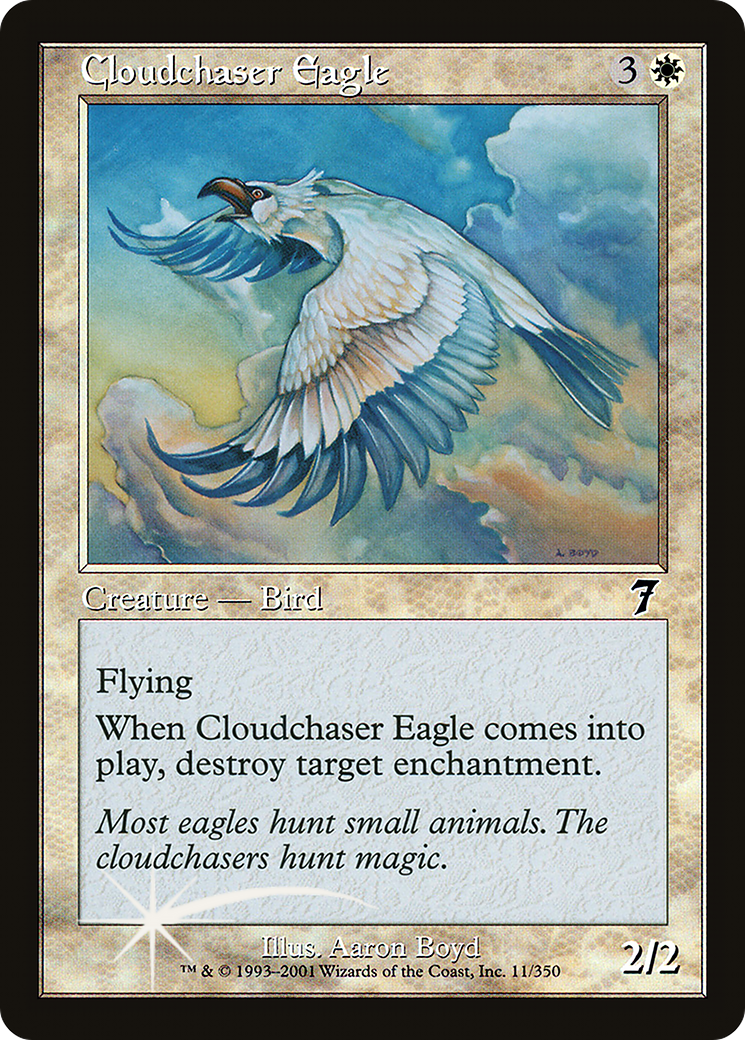 Cloudchaser Eagle 3
A. BOYD
Creature — Bird 7
Flying
When Cloudchaser Eagle comes into
play, destroy target enchantment.
Most eagles hunt small animals. The
cloudchasers hunt magic.
Illus. Aaron Boyd
2/2
™ & © 1993–2001 Wizards of the Coast, Inc. 11/350